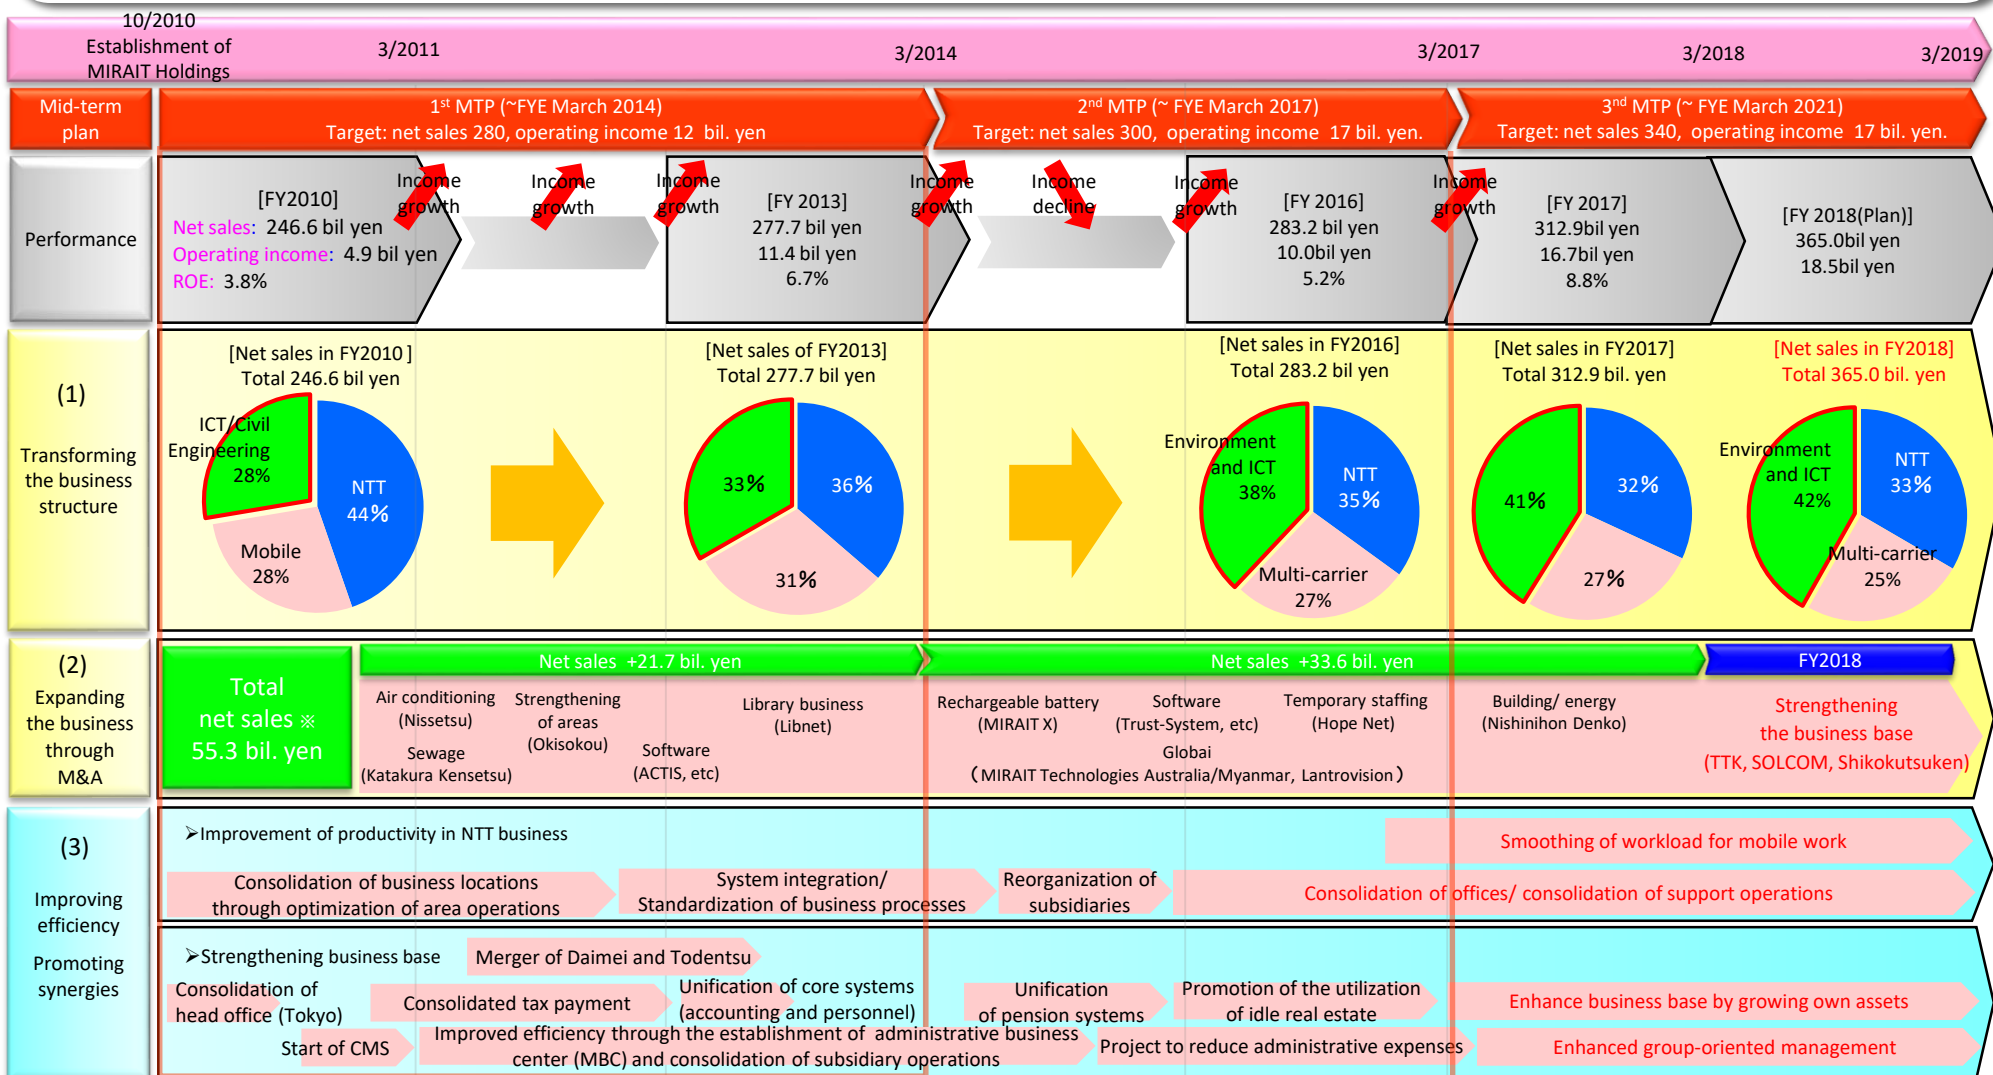 10/2010
Establishment of
MIRAIT Holdings
3/2011
3/2014
3/2017
3/2018
3/2019
Mid-term
plan
1st MTP (~FYE March 2014)
Target: net sales 280, operating income 12 bil. yen
2nd MTP (~ FYE March 2017)
Target: net sales 300, operating income 17 bil. yen.
3nd MTP (~ FYE March 2021)
Target: net sales 340, operating income 17 bil. yen.
Performance
[FY2010]
Net sales: 246.6 bil yen
Operating income: 4.9 bil yen
ROE: 3.8%
Income
growth
Income
growth
Income
growth
[FY 2013]
277.7 bil yen
11.4 bil yen
6.7%
Income
growth
Income
decline
Income
growth
[FY 2016]
283.2 bil yen
10.0bil yen
5.2%
Income
growth
[FY 2017]
312.9bil yen
16.7bil yen
8.8%
[FY 2018(Plan)]
365.0bil yen
18.5bil yen
(1)
Transforming
the business
structure
[Net sales in FY2010 ]
Total 246.6 bil yen
ICT/Civil
Engineering
28%
NTT
44%
Mobile
28%
[Net sales of FY2013]
Total 277.7 bil yen
33%
36%
31%
[Net sales in FY2016]
Total 283.2 bil yen
Environment
and ICT
38%
NTT
35%
Multi-carrier
27%
[Net sales in FY2017]
Total 312.9 bil. yen
41%
32%
27%
[Net sales in FY2018]
Total 365.0 bil. yen
Environment
and ICT
42%
NTT
33%
Multi-carrier
25%
(2)
Expanding
the business
through
M&A
Total
net sales ※
55.3 bil. yen
Net sales +21.7 bil. yen
Net sales +33.6 bil. yen
FY2018
Air conditioning
(Nissetsu)
Sewage
(Katakura Kensetsu)
Strengthening
of areas
(Okisokou)
Software
(ACTIS, etc)
Library business
(Libnet)
Rechargeable battery
(MIRAIT X)
Software
(Trust-System, etc)
Temporary staffing
(Hope Net)
Globai
(MIRAIT Technologies Australia/Myanmar, Lantrovision)
Building/ energy
(Nishinihon Denko)
Strengthening
the business base
(TTK, SOLCOM, Shikokutsuken)
(3)
Improving
efficiency
Promoting
synergies
➢Improvement of productivity in NTT business
Smoothing of workload for mobile work
Consolidation of business locations
through optimization of area operations
System integration/
Standardization of business processes
Reorganization of
subsidiaries
Consolidation of offices/ consolidation of support operations
➢Strengthening business base
Merger of Daimei and Todentsu
Consolidation of
head office (Tokyo)
Consolidated tax payment
Unification of core systems
(accounting and personnel)
Unification
of pension systems
Promotion of the utilization
of idle real estate
Enhance business base by growing own assets
Start of CMS
Improved efficiency through the establishment of administrative business
center (MBC) and consolidation of subsidiary operations
Project to reduce administrative expenses
Enhanced group-oriented management